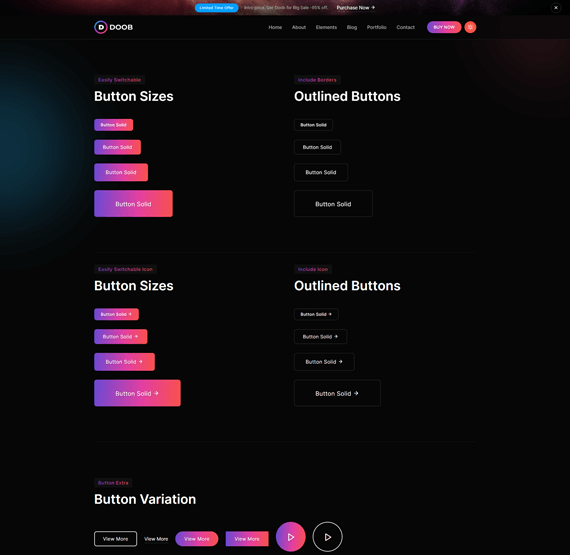 Limited Time Offer
Intro price. Get Doob for Big Sale -95% off.
Purchase Now →
DOOB
Home
About
Elements
Blog
Portfolio
Contact
BUY NOW
Easily Switchable
Button Sizes
Button Solid
Button Solid
Button Solid
Button Solid
Include Borders
Outlined Buttons
Button Solid
Button Solid
Button Solid
Button Solid
Easily Switchable Icon
Button Sizes
Button Solid →
Button Solid →
Button Solid →
Button Solid →
Include Icon
Outlined Buttons
Button Solid →
Button Solid →
Button Solid →
Button Solid →
Button Extra
Button Variation
View More
View More
View More
View More